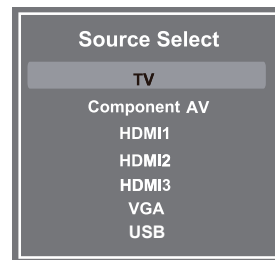 Source Select
TV
Component AV
HDMI1
HDMI2
HDMI3
VGA
USB